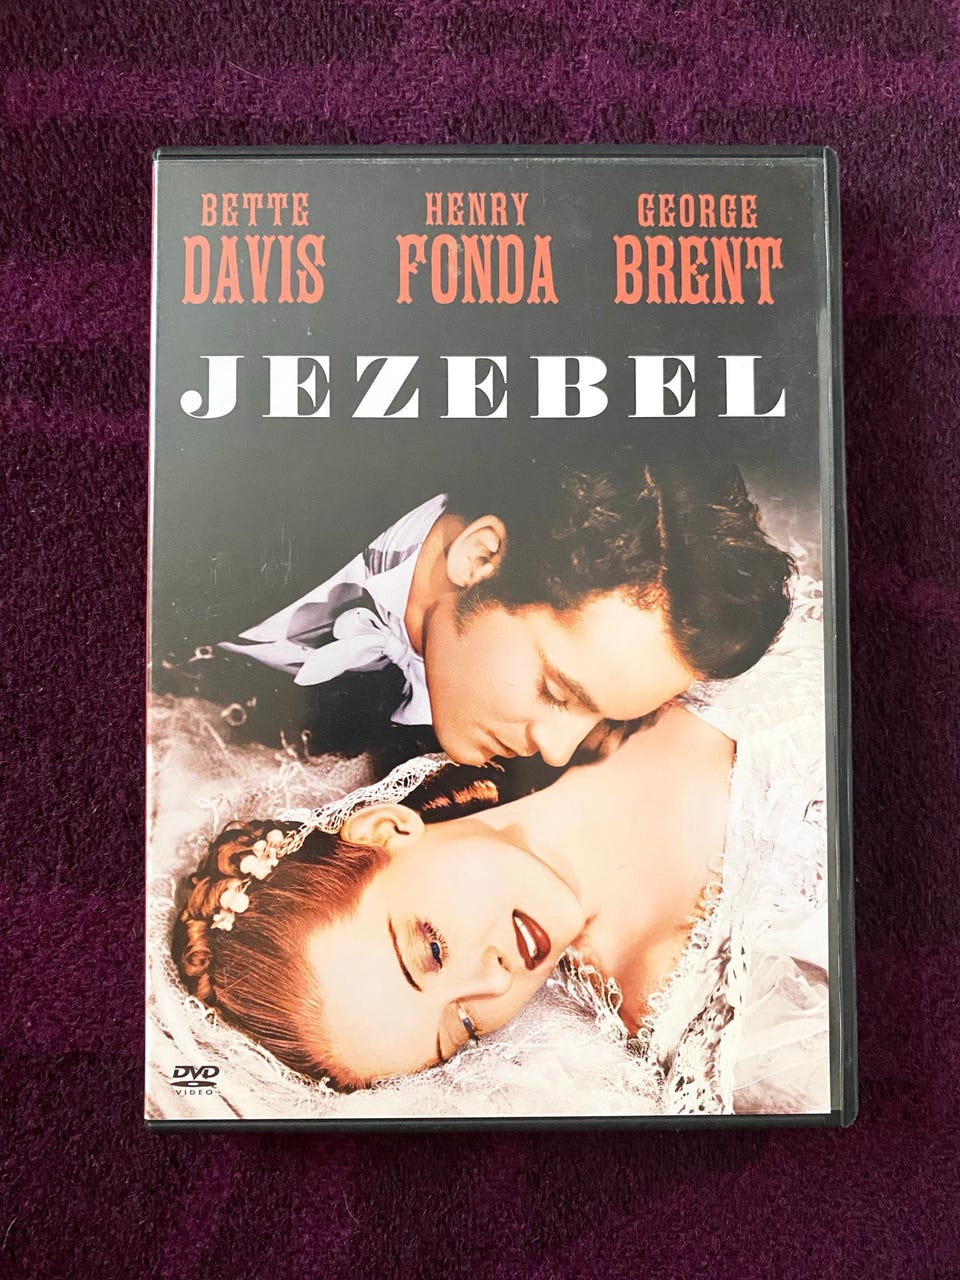 BETTE HENRY GEORGE
DAVIS FONDA BRENT
JEZEBEL
DVD
VIDEO